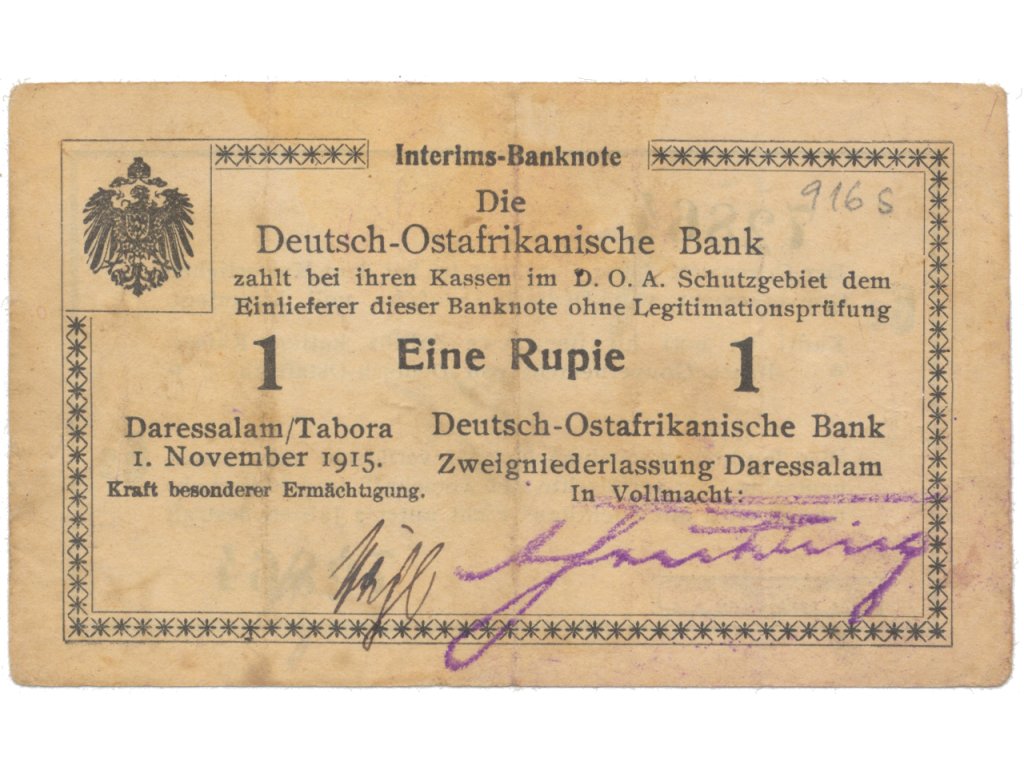 Interims-Banknote
916 S
Die
Deutsch-Ostafrikanische Bank
zahlt bei ihren Kassen im D. O. A. Schutzgebiet dem
Einlieferer dieser Banknote ohne Legitimationsprüfung
1 Eine Rupie 1
Daressalam/Tabora
1. November 1915.
Kraft besonderer Ermächtigung.
Deutsch-Ostafrikanische Bank
Zweigniederlassung Daressalam
In Vollmacht: